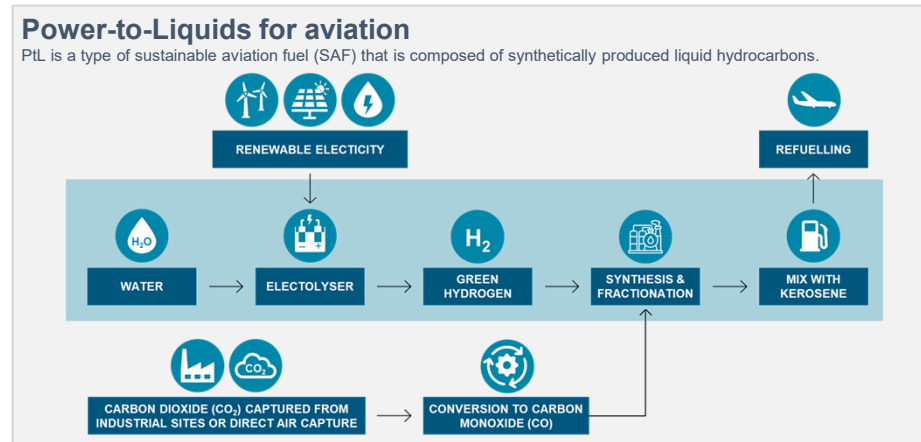 Power-to-Liquids for aviation
PtL is a type of sustainable aviation fuel (SAF) that is composed of synthetically produced liquid hydrocarbons.
RENEWABLE ELECTICITY
REFUELLING
H₂O
H₂
WATER
ELECTOLYSER
GREEN
HYDROGEN
SYNTHESIS &
FRACTIONATION
MIX WITH
KEROSENE
CO₂
CARBON DIOXIDE (CO₂) CAPTURED FROM
INDUSTRIAL SITES OR DIRECT AIR CAPTURE
CONVERSION TO CARBON
MONOXIDE (CO)